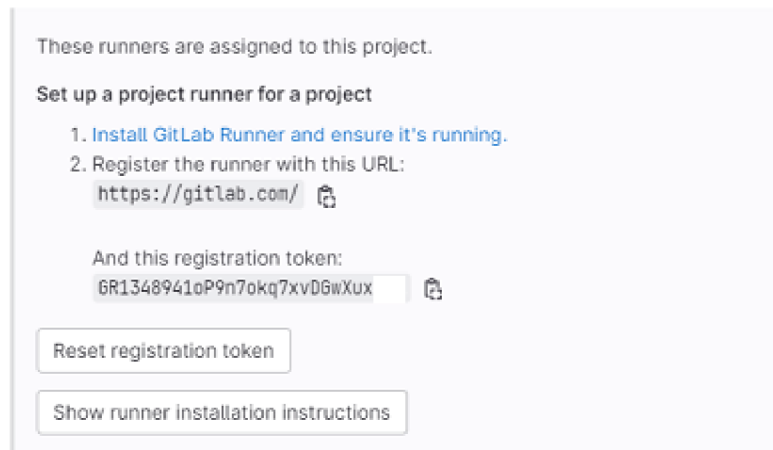 These runners are assigned to this project.
Set up a project runner for a project
1. Install GitLab Runner and ensure it's running.
2. Register the runner with this URL:
https://gitlab.com/
And this registration token:
GR1348941oP9n7okq7xvDGwXux
Reset registration token
Show runner installation instructions